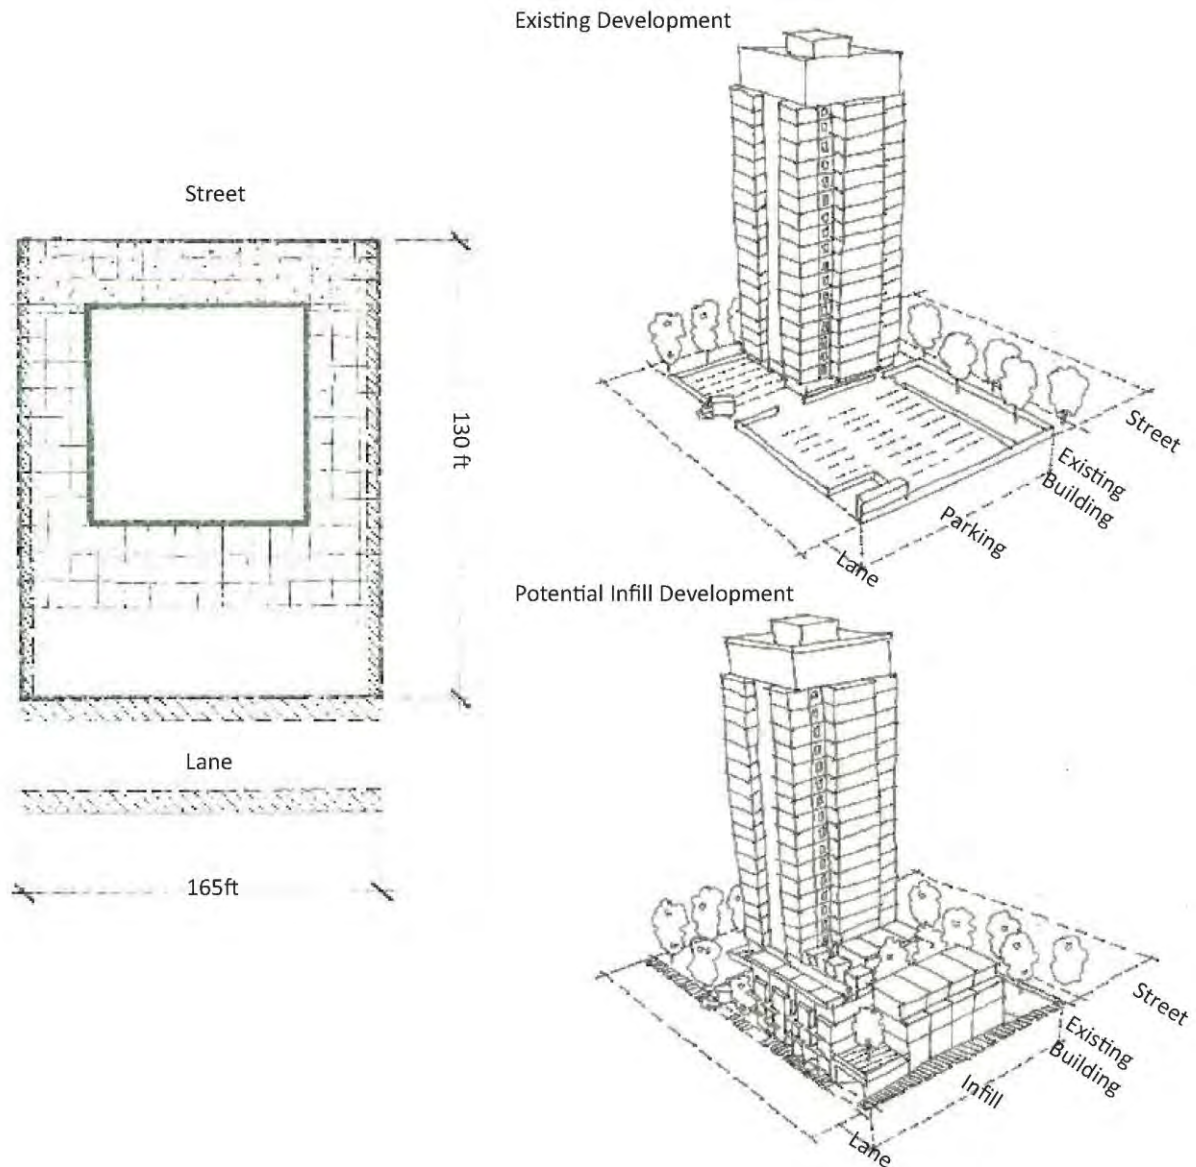 Existing Development
Street
130 ft
Lane
165ft
Street
Existing
Building
Parking
Lane
Potential Infill Development
Street
Existing
Building
Infill
Lane